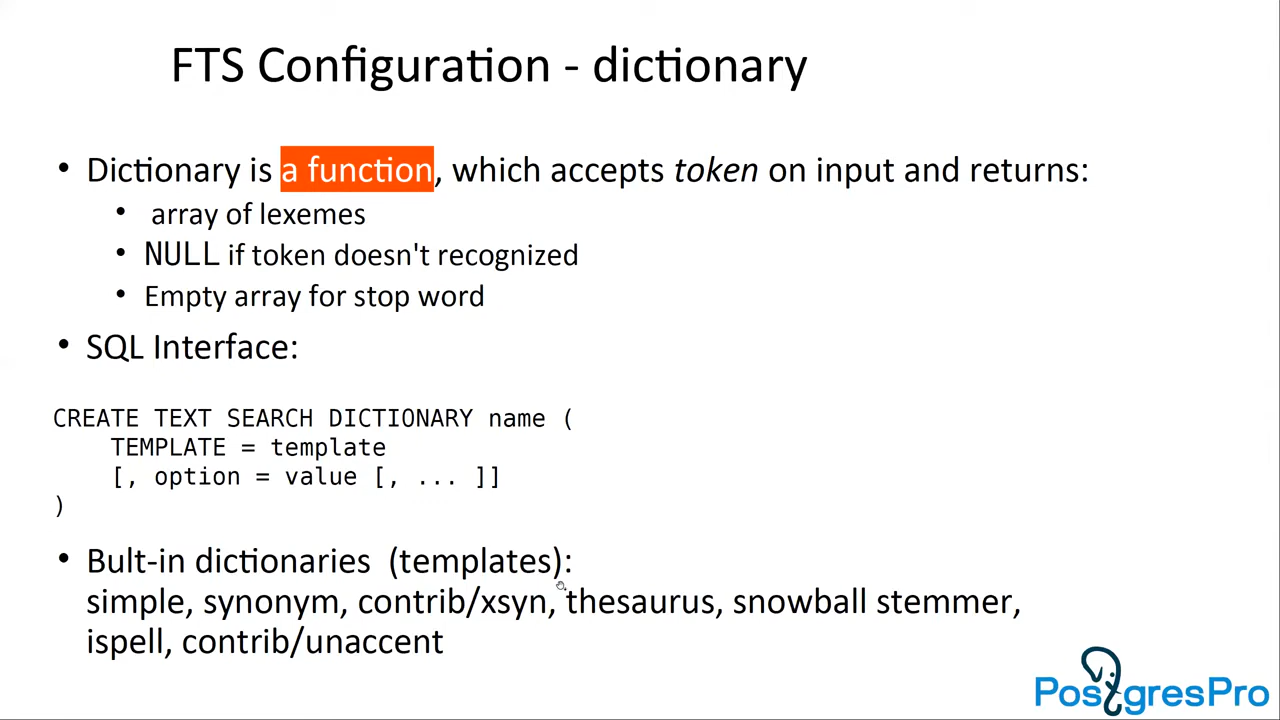 FTS Configuration - dictionary
• Dictionary is a function, which accepts token on input and returns:
• array of lexemes
• NULL if token doesn't recognized
• Empty array for stop word
• SQL Interface:
CREATE TEXT SEARCH DICTIONARY name (
    TEMPLATE = template
    [, option = value [, ... ]]
)
• Bult-in dictionaries (templates):
simple, synonym, contrib/xsyn, thesaurus, snowball stemmer,
ispell, contrib/unaccent
PostgresPro